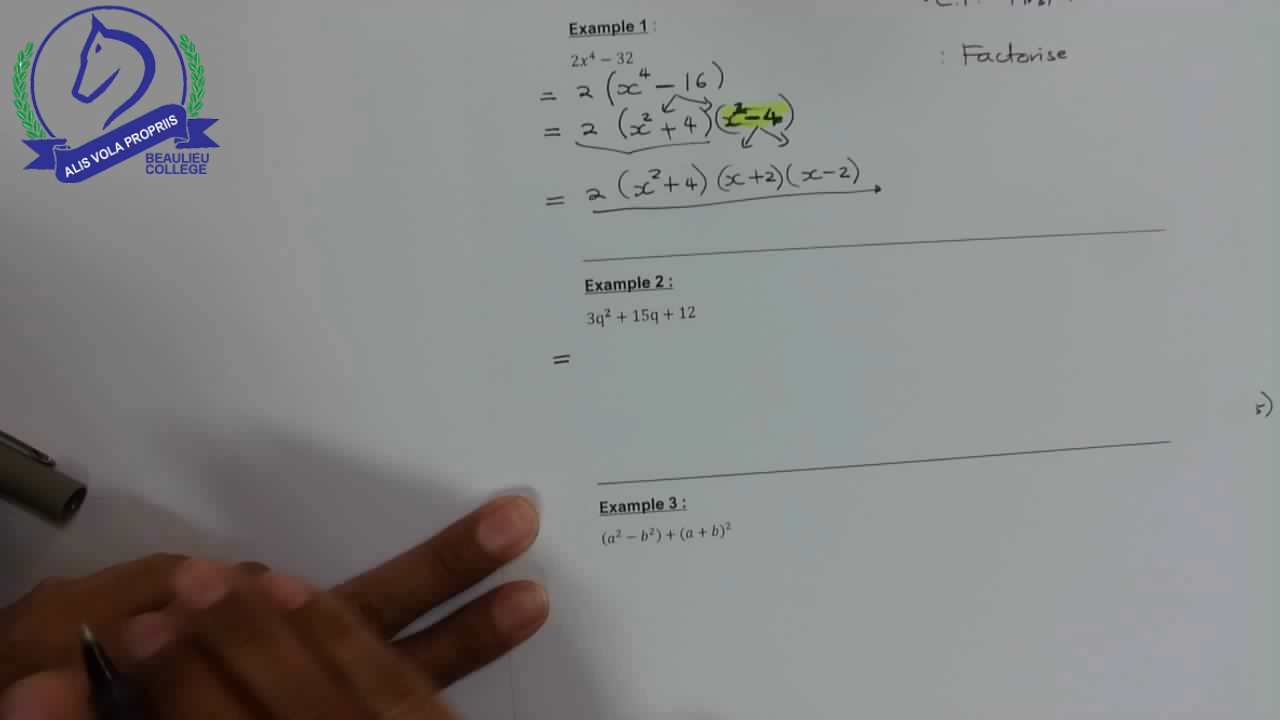 ALIS VOLA PROPRIIS
BEAULIEU
COLLEGE
: Factorise
Example 1 :
2x⁴ − 32
= 2 (x⁴ − 16)
= 2 (x² + 4)(x² − 4)
= 2 (x² + 4) (x + 2)(x − 2)
Example 2 :
3q² + 15q + 12
=
5)
Example 3 :
(a² − b²) + (a + b)²